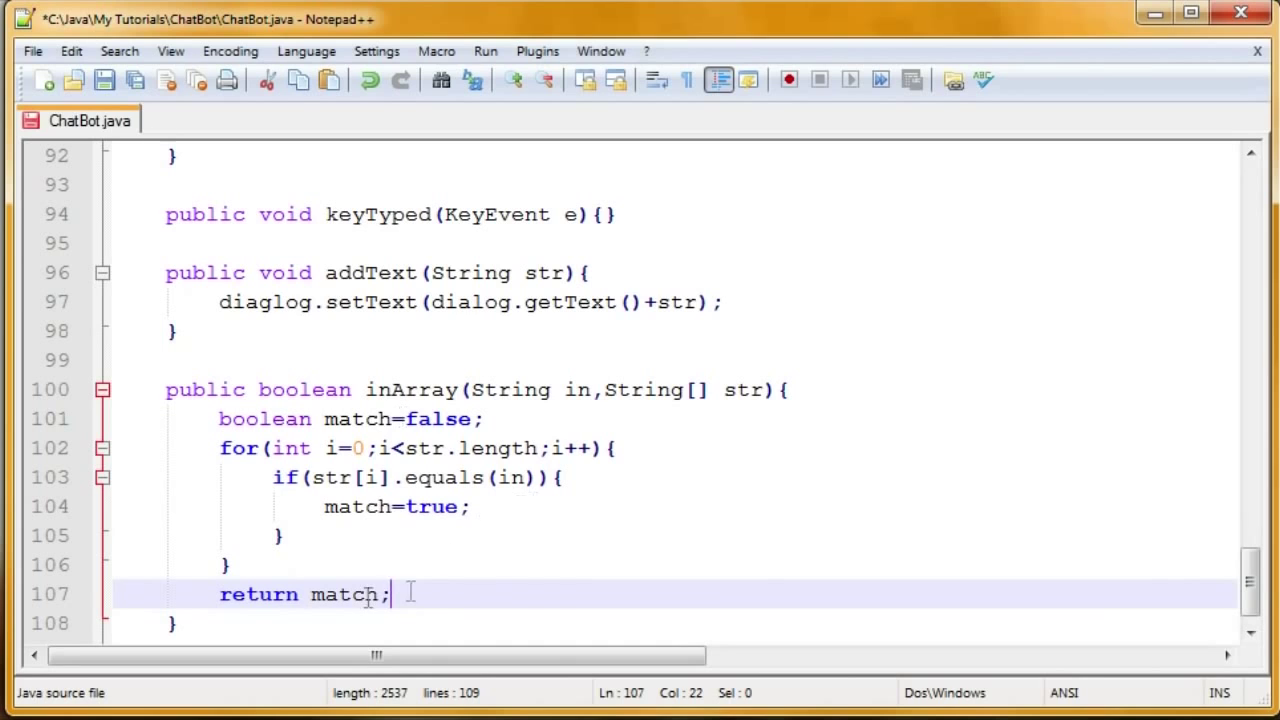 *C:\Java\My Tutorials\ChatBot\ChatBot.java - Notepad++
File Edit Search View Encoding Language Settings Macro Run Plugins Window ? X
ABC
ChatBot.java
92 }
93
94 public void keyTyped(KeyEvent e){}
95
96 public void addText(String str){
97 diaglog.setText(dialog.getText()+str);
98 }
99
100 public boolean inArray(String in,String[] str){
101 boolean match=false;
102 for(int i=0;i<str.length;i++){
103 if(str[i].equals(in)){
104 match=true;
105 }
106 }
107 return match;
108 }
Java source file length : 2537 lines : 109 Ln : 107 Col : 22 Sel : 0 Dos\Windows ANSI INS